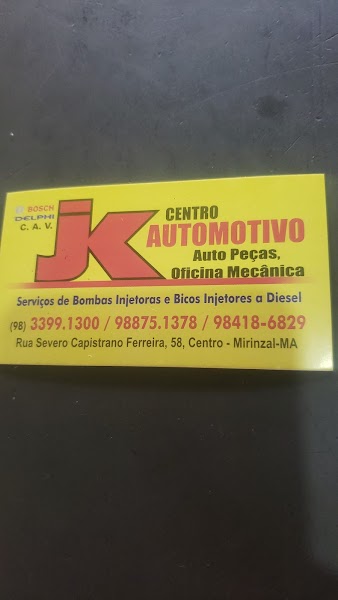 BOSCH
DELPHI
C. A. V.
JK
CENTRO
AUTOMOTIVO
Auto Peças,
Oficina Mecânica
Serviços de Bombas Injetoras e Bicos Injetores a Diesel
(98) 3399.1300 / 98875.1378 / 98418-6829
Rua Severo Capistrano Ferreira, 58, Centro - Mirinzal-MA